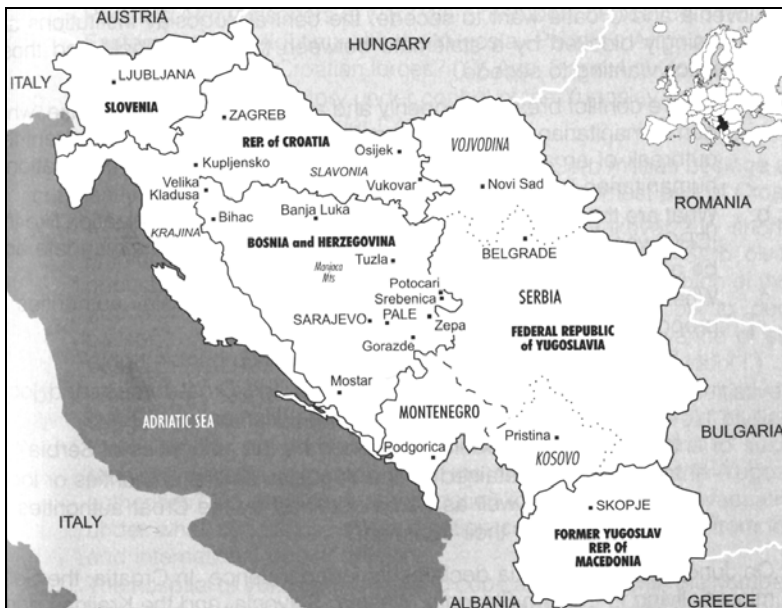 AUSTRIA
HUNGARY
ITALY
LJUBLJANA
SLOVENIA
ZAGREB
REP. of CROATIA
Osijek
VOJVODINA
Kupljensko
SLAVONIA
Velika
Kladusa
Vukovar
Novi Sad
ROMANIA
Bihac
Banja Luka
KRAJINA
BOSNIA and HERZEGOVINA
BELGRADE
Tuzla
Manjaca
Mts
Potocari
Srebenica
SERBIA
SARAJEVO
PALE
Zepa
FEDERAL REPUBLIC
of YUGOSLAVIA
Gorazde
Mostar
ADRIATIC SEA
MONTENEGRO
BULGARIA
Pristina
Podgorica
KOSOVO
SKOPJE
ITALY
FORMER YUGOSLAV
REP. of
MACEDONIA
ALBANIA
GREECE